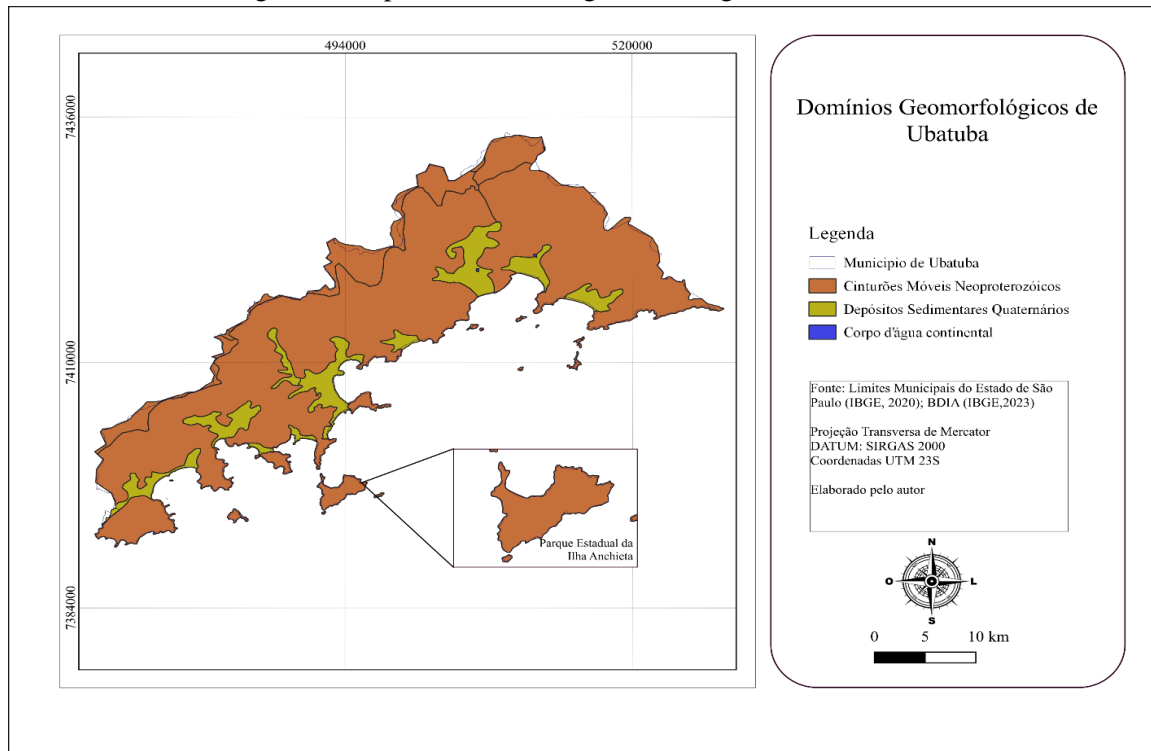 494000
520000
7436000
7410000
7384000
Parque Estadual da
Ilha Anchieta
Domínios Geomorfológicos de
Ubatuba
Legenda
Municipio de Ubatuba
Cinturões Móveis Neoproterozóicos
Depósitos Sedimentares Quaternários
Corpo d'água continental
Fonte: Limites Municipais do Estado de São
Paulo (IBGE, 2020); BDIA (IBGE,2023)
Projeção Transversa de Mercator
DATUM: SIRGAS 2000
Coordenadas UTM 23S
Elaborado pelo autor
N
O
L
S
0 5 10 km